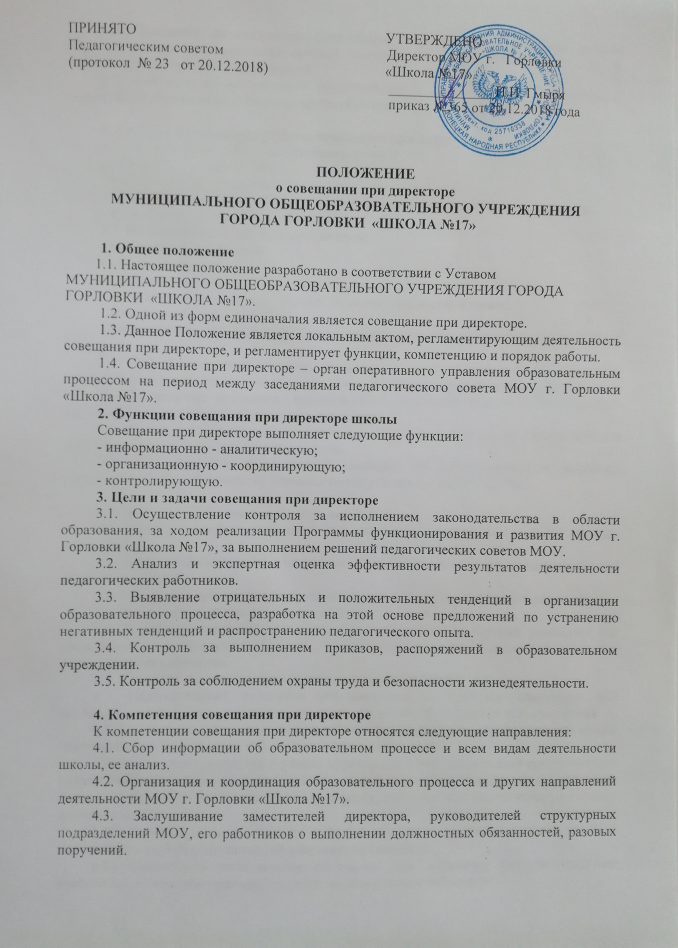 ПРИНЯТО
Педагогическим советом
(протокол № 23 от 20.12.2018)
УТВЕРЖДЕНО
Директор МОУ г. Горловки
«Школа №17»
И.И. Тмыря
приказ №365 от 20.12.2018 года
ДОНЕЦКАЯ НАРОДНАЯ РЕСПУБЛИКА
ПОЛОЖЕНИЕ
о совещании при директоре
МУНИЦИПАЛЬНОГО ОБЩЕОБРАЗОВАТЕЛЬНОГО УЧРЕЖДЕНИЯ
ГОРОДА ГОРЛОВКИ «ШКОЛА №17»
1. Общее положение
1.1. Настоящее положение разработано в соответствии с Уставом
МУНИЦИПАЛЬНОГО ОБЩЕОБРАЗОВАТЕЛЬНОГО УЧРЕЖДЕНИЯ ГОРОДА
ГОРЛОВКИ «ШКОЛА №17».
1.2. Одной из форм единоначалия является совещание при директоре.
1.3. Данное Положение является локальным актом, регламентирующим деятельность
совещания при директоре, и регламентирует функции, компетенцию и порядок работы.
1.4. Совещание при директоре – орган оперативного управления образовательным
процессом на период между заседаниями педагогического совета МОУ г. Горловки
«Школа №17».
2. Функции совещания при директоре школы
Совещание при директоре выполняет следующие функции:
- информационно - аналитическую;
- организационную - координирующую;
- контролирующую.
3. Цели и задачи совещания при директоре
3.1. Осуществление контроля за исполнением законодательства в области
образования, за ходом реализации Программы функционирования и развития МОУ г.
Горловки «Школа №17», за выполнением решений педагогических советов МОУ.
3.2. Анализ и экспертная оценка эффективности результатов деятельности
педагогических работников.
3.3. Выявление отрицательных и положительных тенденций в организации
образовательного процесса, разработка на этой основе предложений по устранению
негативных тенденций и распространению педагогического опыта.
3.4. Контроль за выполнением приказов, распоряжений в образовательном
учреждении.
3.5. Контроль за соблюдением охраны труда и безопасности жизнедеятельности.
4. Компетенция совещания при директоре
К компетенции совещания при директоре относятся следующие направления:
4.1. Сбор информации об образовательном процессе и всем видам деятельности
школы, ее анализ.
4.2. Организация и координация образовательного процесса и других направлений
деятельности МОУ г. Горловки «Школа №17».
4.3. Заслушивание заместителей директора, руководителей структурных
подразделений МОУ, его работников о выполнении должностных обязанностей, разовых
поручений.